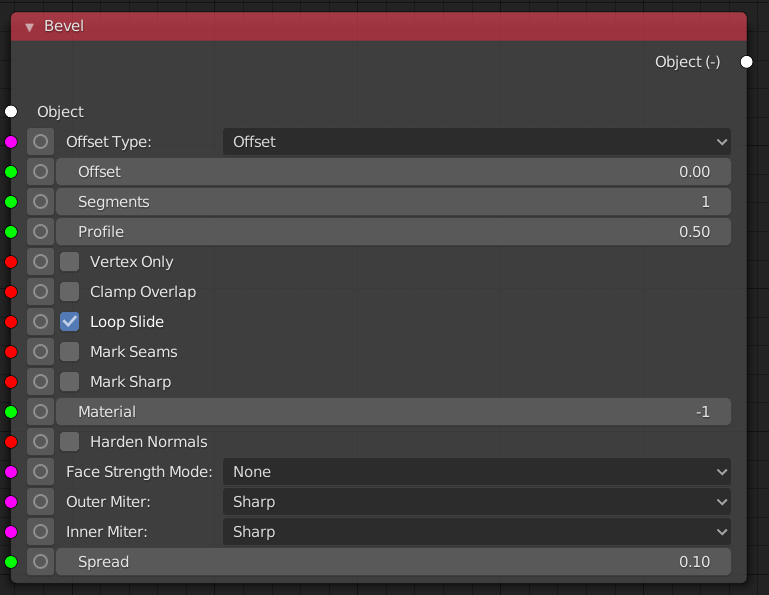 Bevel
Object (-)
Object
Offset Type: Offset
Offset 0.00
Segments 1
Profile 0.50
Vertex Only
Clamp Overlap
Loop Slide
Mark Seams
Mark Sharp
Material -1
Harden Normals
Face Strength Mode: None
Outer Miter: Sharp
Inner Miter: Sharp
Spread 0.10